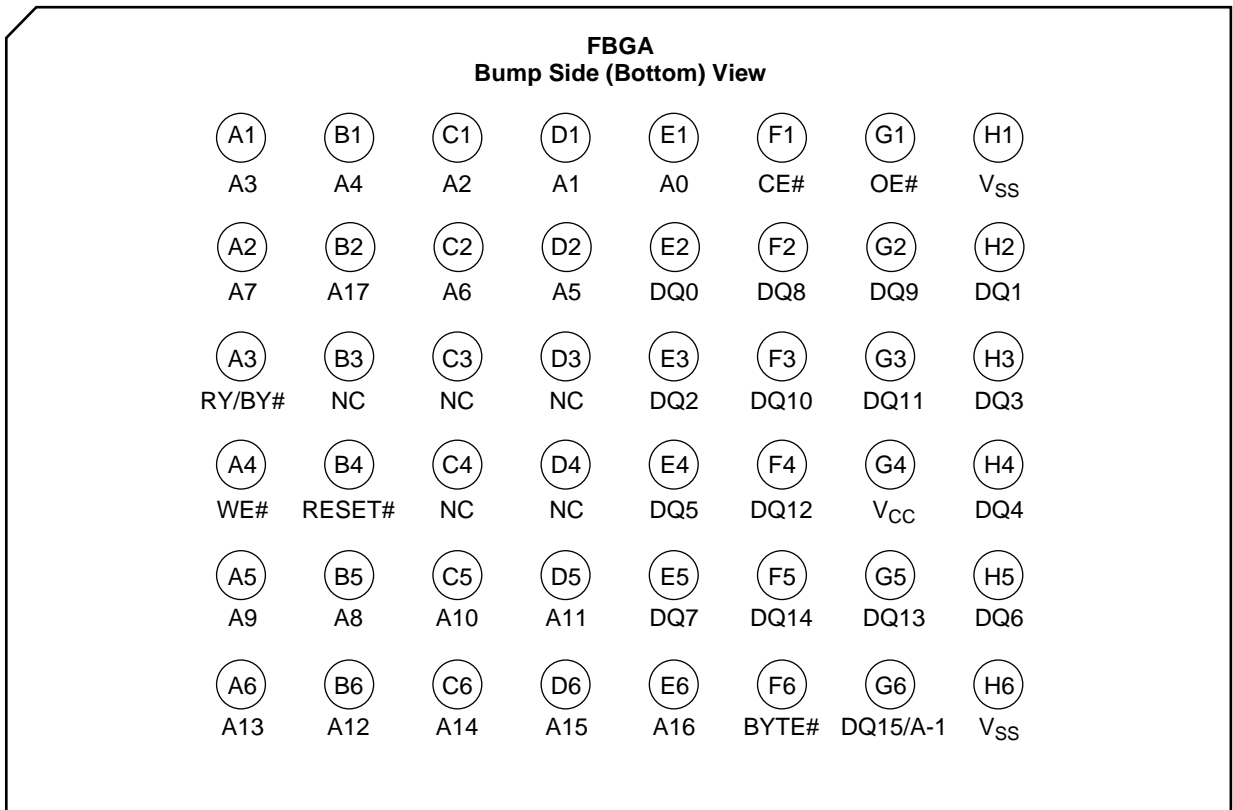 FBGA
Bump Side (Bottom) View
A1 B1 C1 D1 E1 F1 G1 H1
A3 A4 A2 A1 A0 CE# OE# VSS
A2 B2 C2 D2 E2 F2 G2 H2
A7 A17 A6 A5 DQ0 DQ8 DQ9 DQ1
A3 B3 C3 D3 E3 F3 G3 H3
RY/BY# NC NC NC DQ2 DQ10 DQ11 DQ3
A4 B4 C4 D4 E4 F4 G4 H4
WE# RESET# NC NC DQ5 DQ12 VCC DQ4
A5 B5 C5 D5 E5 F5 G5 H5
A9 A8 A10 A11 DQ7 DQ14 DQ13 DQ6
A6 B6 C6 D6 E6 F6 G6 H6
A13 A12 A14 A15 A16 BYTE# DQ15/A-1 VSS